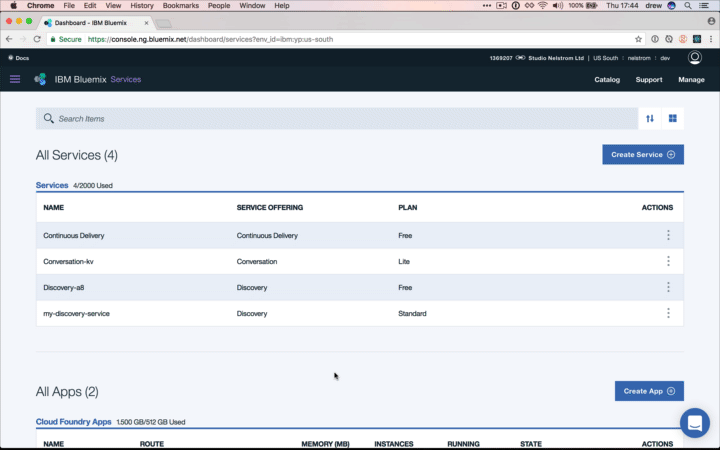 Chrome File Edit View History Bookmarks People Window Help 100% Thu 17:44 drew
Dashboard - IBM Bluemix
Secure https://console.ng.bluemix.net/dashboard/services?env_id=ibm:yp:us-south
Docs 1369207 Studio Nelstrom Ltd | US South : nelstrom : dev
IBM Bluemix Services Catalog Support Manage
Search Items
All Services (4) Create Service
Services 4/2000 Used
NAME SERVICE OFFERING PLAN ACTIONS
Continuous Delivery Continuous Delivery Free
Conversation-kv Conversation Lite
Discovery-a8 Discovery Free
my-discovery-service Discovery Standard
All Apps (2) Create App
Cloud Foundry Apps 1.500 GB/512 GB Used
NAME ROUTE MEMORY (MB) INSTANCES RUNNING STATE ACTIONS